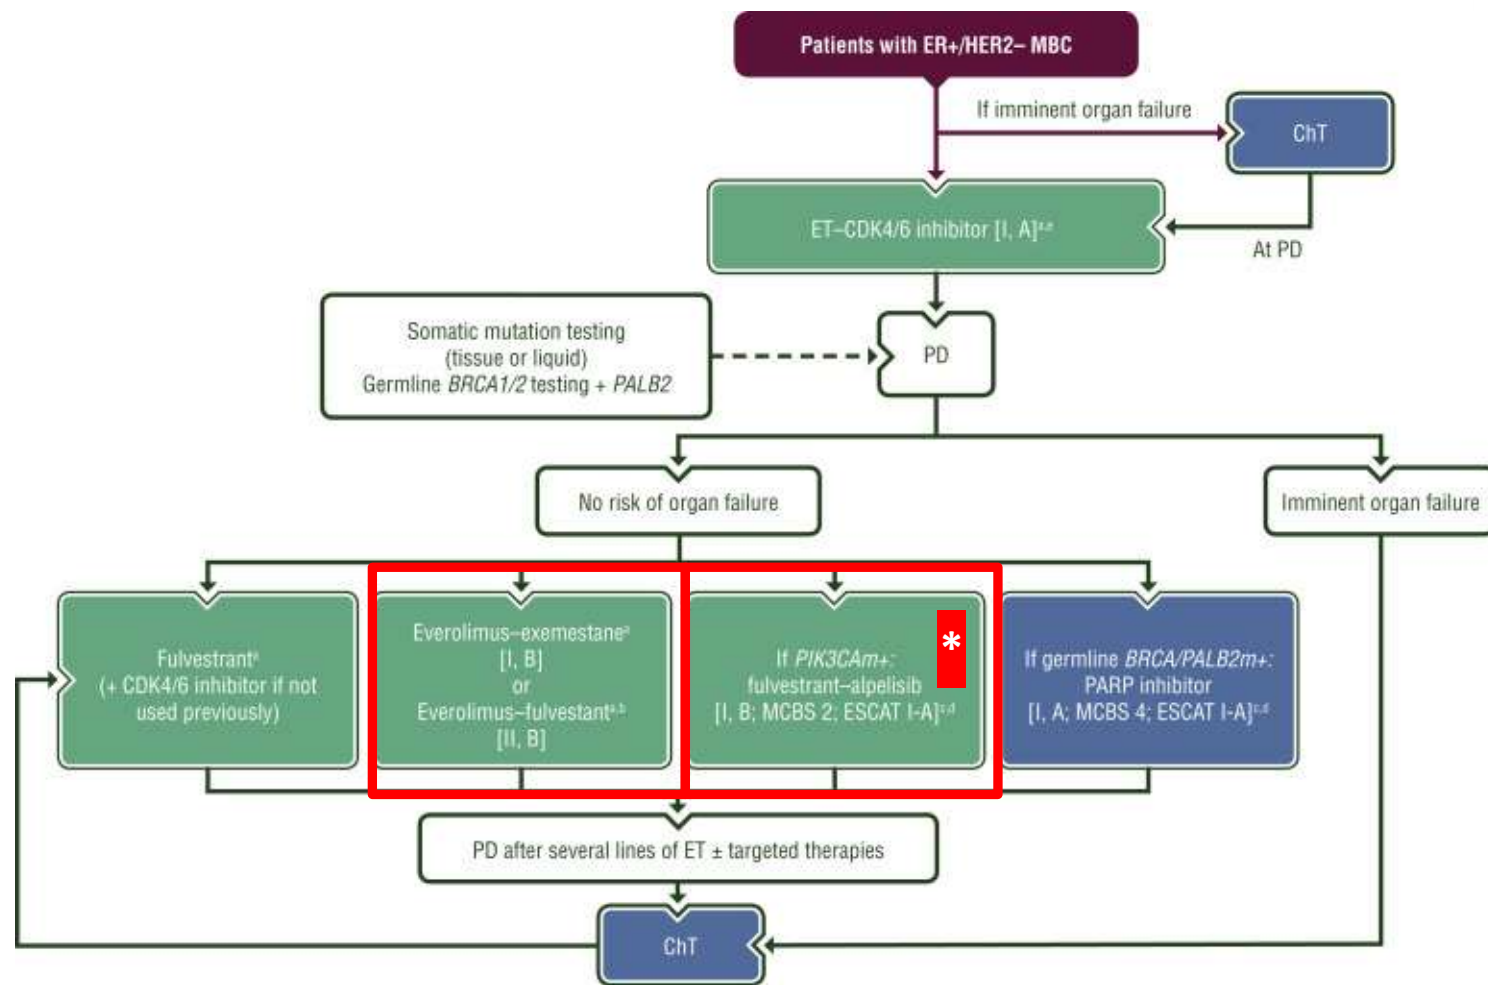 Patients with ER+/HER2– MBC
If imminent organ failure
ChT
ET–CDK4/6 inhibitor [I, A]a,e
At PD
Somatic mutation testing
(tissue or liquid)
Germline BRCA1/2 testing + PALB2
PD
No risk of organ failure
Imminent organ failure
Fulvestranta
(+ CDK4/6 inhibitor if not
used previously)
Everolimus–exemestanea
[I, B]
or
Everolimus–fulvestanta,b
[II, B]
*
If PIK3CAm+:
fulvestrant–alpelisib
[I, B; MCBS 2; ESCAT I-A]c,d
If germline BRCA/PALB2m+:
PARP inhibitor
[I, A; MCBS 4; ESCAT I-A]c,d
PD after several lines of ET ± targeted therapies
ChT